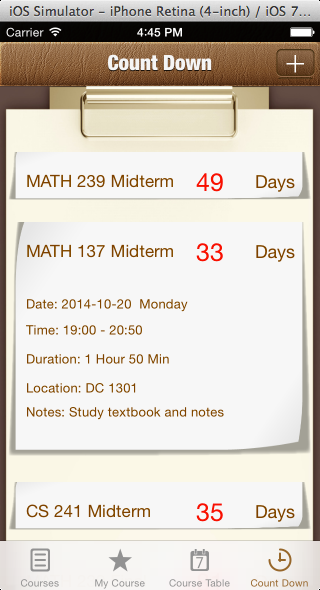 iOS Simulator – iPhone Retina (4-inch) / iOS 7...
Carrer 4:45 PM
Count Down
MATH 239 Midterm 49 Days
MATH 137 Midterm 33 Days
Date: 2014-10-20 Monday
Time: 19:00 - 20:50
Duration: 1 Hour 50 Min
Location: DC 1301
Notes: Study textbook and notes
CS 241 Midterm 35 Days
7
Courses My Course Course Table Count Down